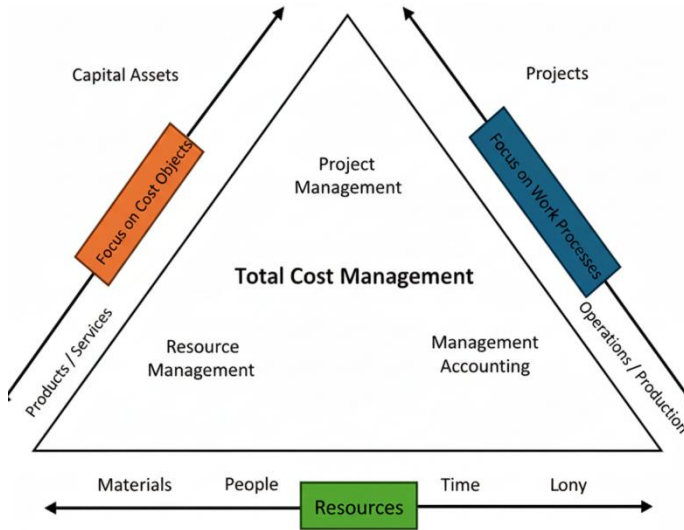 Capital Assets
Projects
Focus on Cost Objects
Focus on Work Processes
Project
Management
Total Cost Management
Products / Services
Resource
Management
Management
Accounting
Operations / Production
Materials
People
Resources
Time
Lony